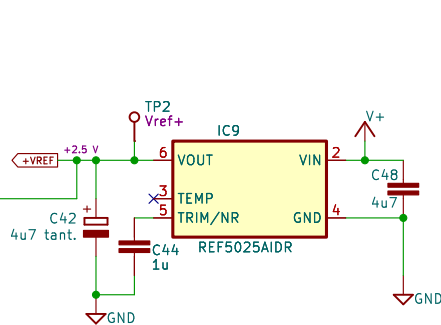 TP2
Vref+
IC9
V+
+2.5 V
+VREF
6 VOUT
VIN 2
3 TEMP
5 TRIM/NR
GND 4
C48
4u7
+
C42
4u7 tant.
C44
1u
REF5025AIDR
GND
GND